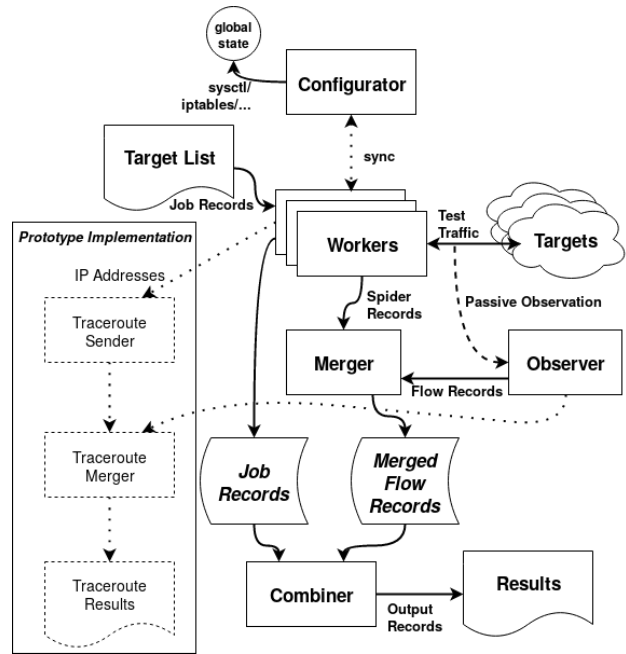 global
state
Configurator
sysctl/
iptables/...
Target List
sync
Job Records
Test
Traffic
Workers
Targets
Prototype Implementation
IP Addresses
Spider
Records
Passive Observation
Traceroute
Sender
Merger
Observer
Flow Records
Traceroute
Merger
Job
Records
Merged
Flow
Records
Traceroute
Results
Combiner
Output
Records
Results